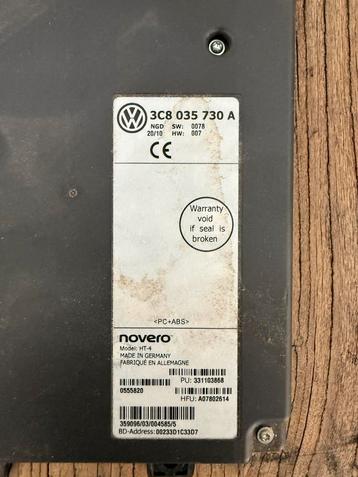 3C8 035 730 A
NGD SW: 0078
20/10 HW: 007
CE
Warranty
void
if seal is
broken
<PC+ABS>
novero
Model: HT-4
MADE IN GERMANY
FABRIQUÉ EN ALLEMAGNE
PU: 331103868
0555820
HFU: A07802614
359096/03/004585/5
BD-Address:00233D1C33D7